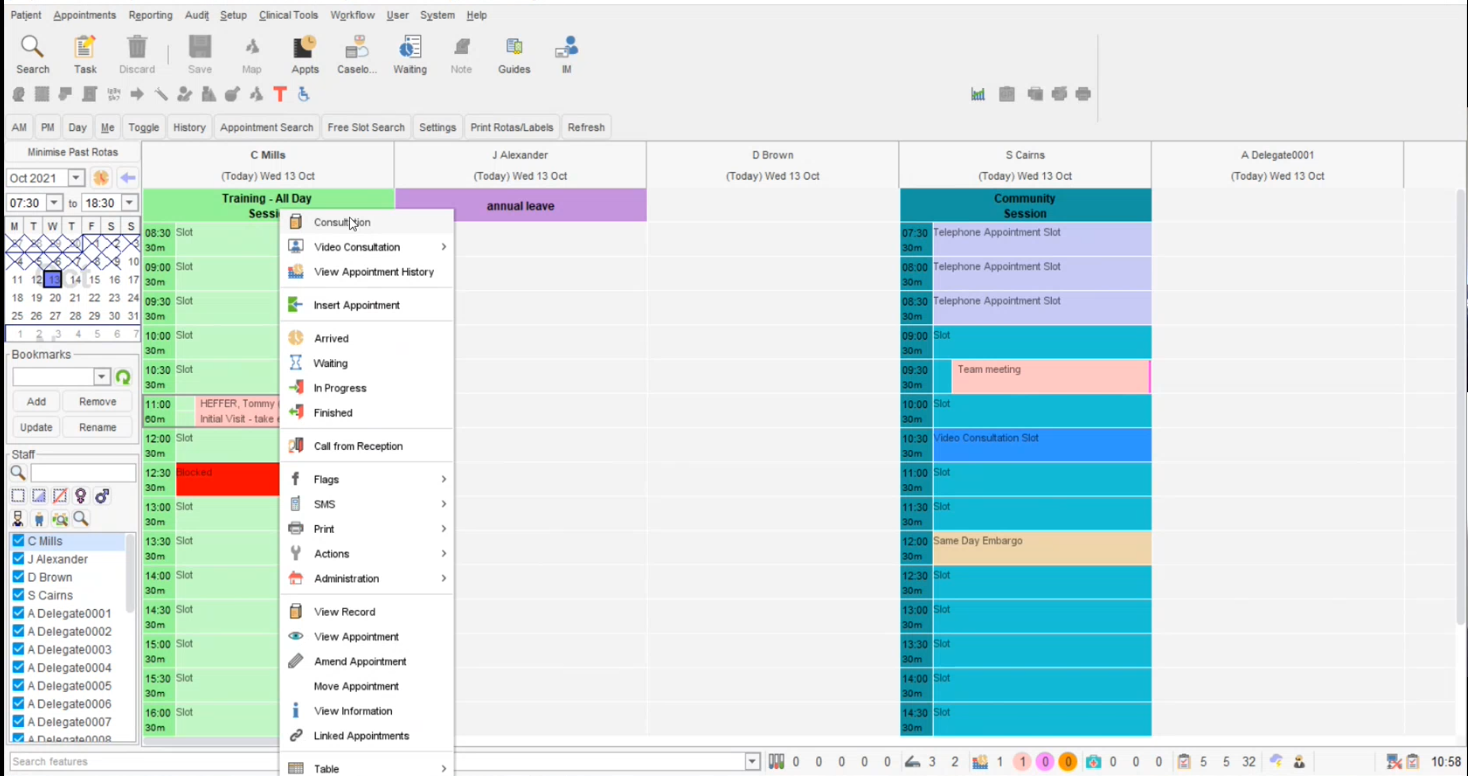 Patient Appointments Reporting Audit Setup Clinical Tools Workflow User System Help
Search Task Discard Save Map Appts Caselo... Waiting Note Guides IM
AM PM Day Me Toggle History Appointment Search Free Slot Search Settings Print Rotas/Labels Refresh
Minimise Past Rotas
Oct 2021
07:30 to 18:30
M T W T F S S
10
11 12 13 14 15 16 17
18 19 20 21 22 23 24
25 26 27 28 29 30 31
1 2 3 4 5 6 7
Bookmarks
Add Remove
Update Rename
Staff
C Mills
J Alexander
D Brown
S Cairns
A Delegate0001
A Delegate0002
A Delegate0003
A Delegate0004
A Delegate0005
A Delegate0006
A Delegate0007
A Delegate0008
C Mills
(Today) Wed 13 Oct
Training - All Day
08:30 Slot
30m
09:00 Slot
30m
09:30 Slot
30m
10:00 Slot
30m
10:30 Slot
30m
11:00 HEFFER, Tommy
60m Initial Visit - take
12:00 Slot
30m
12:30 Blocked
30m
13:00 Slot
30m
13:30 Slot
30m
14:00 Slot
30m
14:30 Slot
30m
15:00 Slot
30m
15:30 Slot
30m
16:00 Slot
30m
Consultation
Video Consultation
View Appointment History
Insert Appointment
Arrived
Waiting
In Progress
Finished
Call from Reception
Flags
SMS
Print
Actions
Administration
View Record
View Appointment
Amend Appointment
Move Appointment
View Information
Linked Appointments
Table
J Alexander
(Today) Wed 13 Oct
annual leave
D Brown
(Today) Wed 13 Oct
S Cairns
(Today) Wed 13 Oct
Community
Session
07:30 Telephone Appointment Slot
30m
08:00 Telephone Appointment Slot
30m
08:30 Telephone Appointment Slot
30m
09:00 Slot
30m
09:30 Team meeting
30m
10:00 Slot
30m
10:30 Video Consultation Slot
30m
11:00 Slot
30m
11:30 Slot
30m
12:00 Same Day Embargo
30m
12:30 Slot
30m
13:00 Slot
30m
13:30 Slot
30m
14:00 Slot
30m
14:30 Slot
30m
A Delegate0001
(Today) Wed 13 Oct
Search features
0 0 0 0 0 3 2 1 1 0 0 0 0 0 5 5 32 10:58